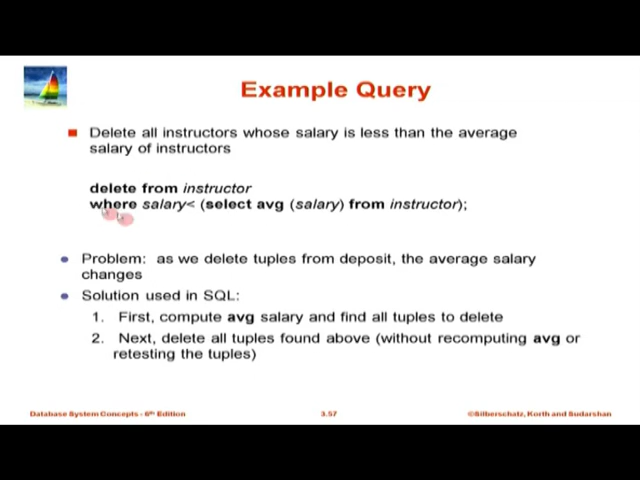 Example Query
Delete all instructors whose salary is less than the average
salary of instructors
delete from instructor
where salary< (select avg (salary) from instructor);
Problem: as we delete tuples from deposit, the average salary
changes
Solution used in SQL:
1. First, compute avg salary and find all tuples to delete
2. Next, delete all tuples found above (without recomputing avg or
retesting the tuples)
Database System Concepts - 6th Edition
3.57
©Silberschatz, Korth and Sudarshan